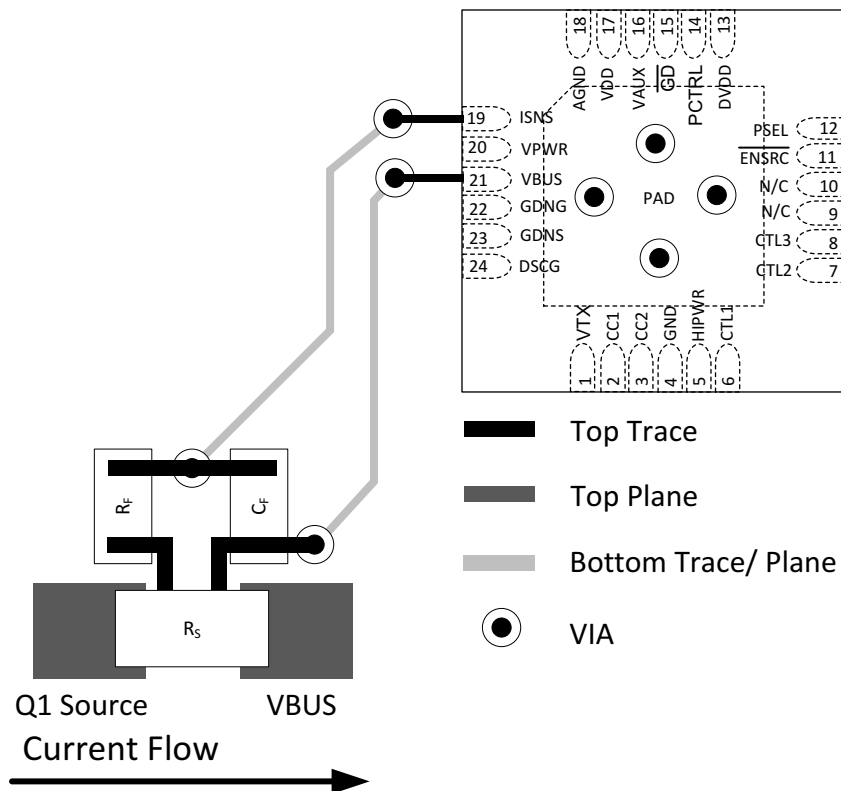 18
17
16
15
14
13
AGND
VDD
VAUX
GD
PCTRL
DVDD
19 ISNS
20 VPWR
21 VBUS
22 GDNG
23 GDNS
24 DSCG
PAD
PSEL 12
ENSRC 11
N/C 10
N/C 9
CTL3 8
CTL2 7
VTX
CC1
CC2
GND
HIPWR
CTL1
1
2
3
4
5
6
RF
CF
RS
Q1 Source
VBUS
Current Flow
Top Trace
Top Plane
Bottom Trace/ Plane
VIA